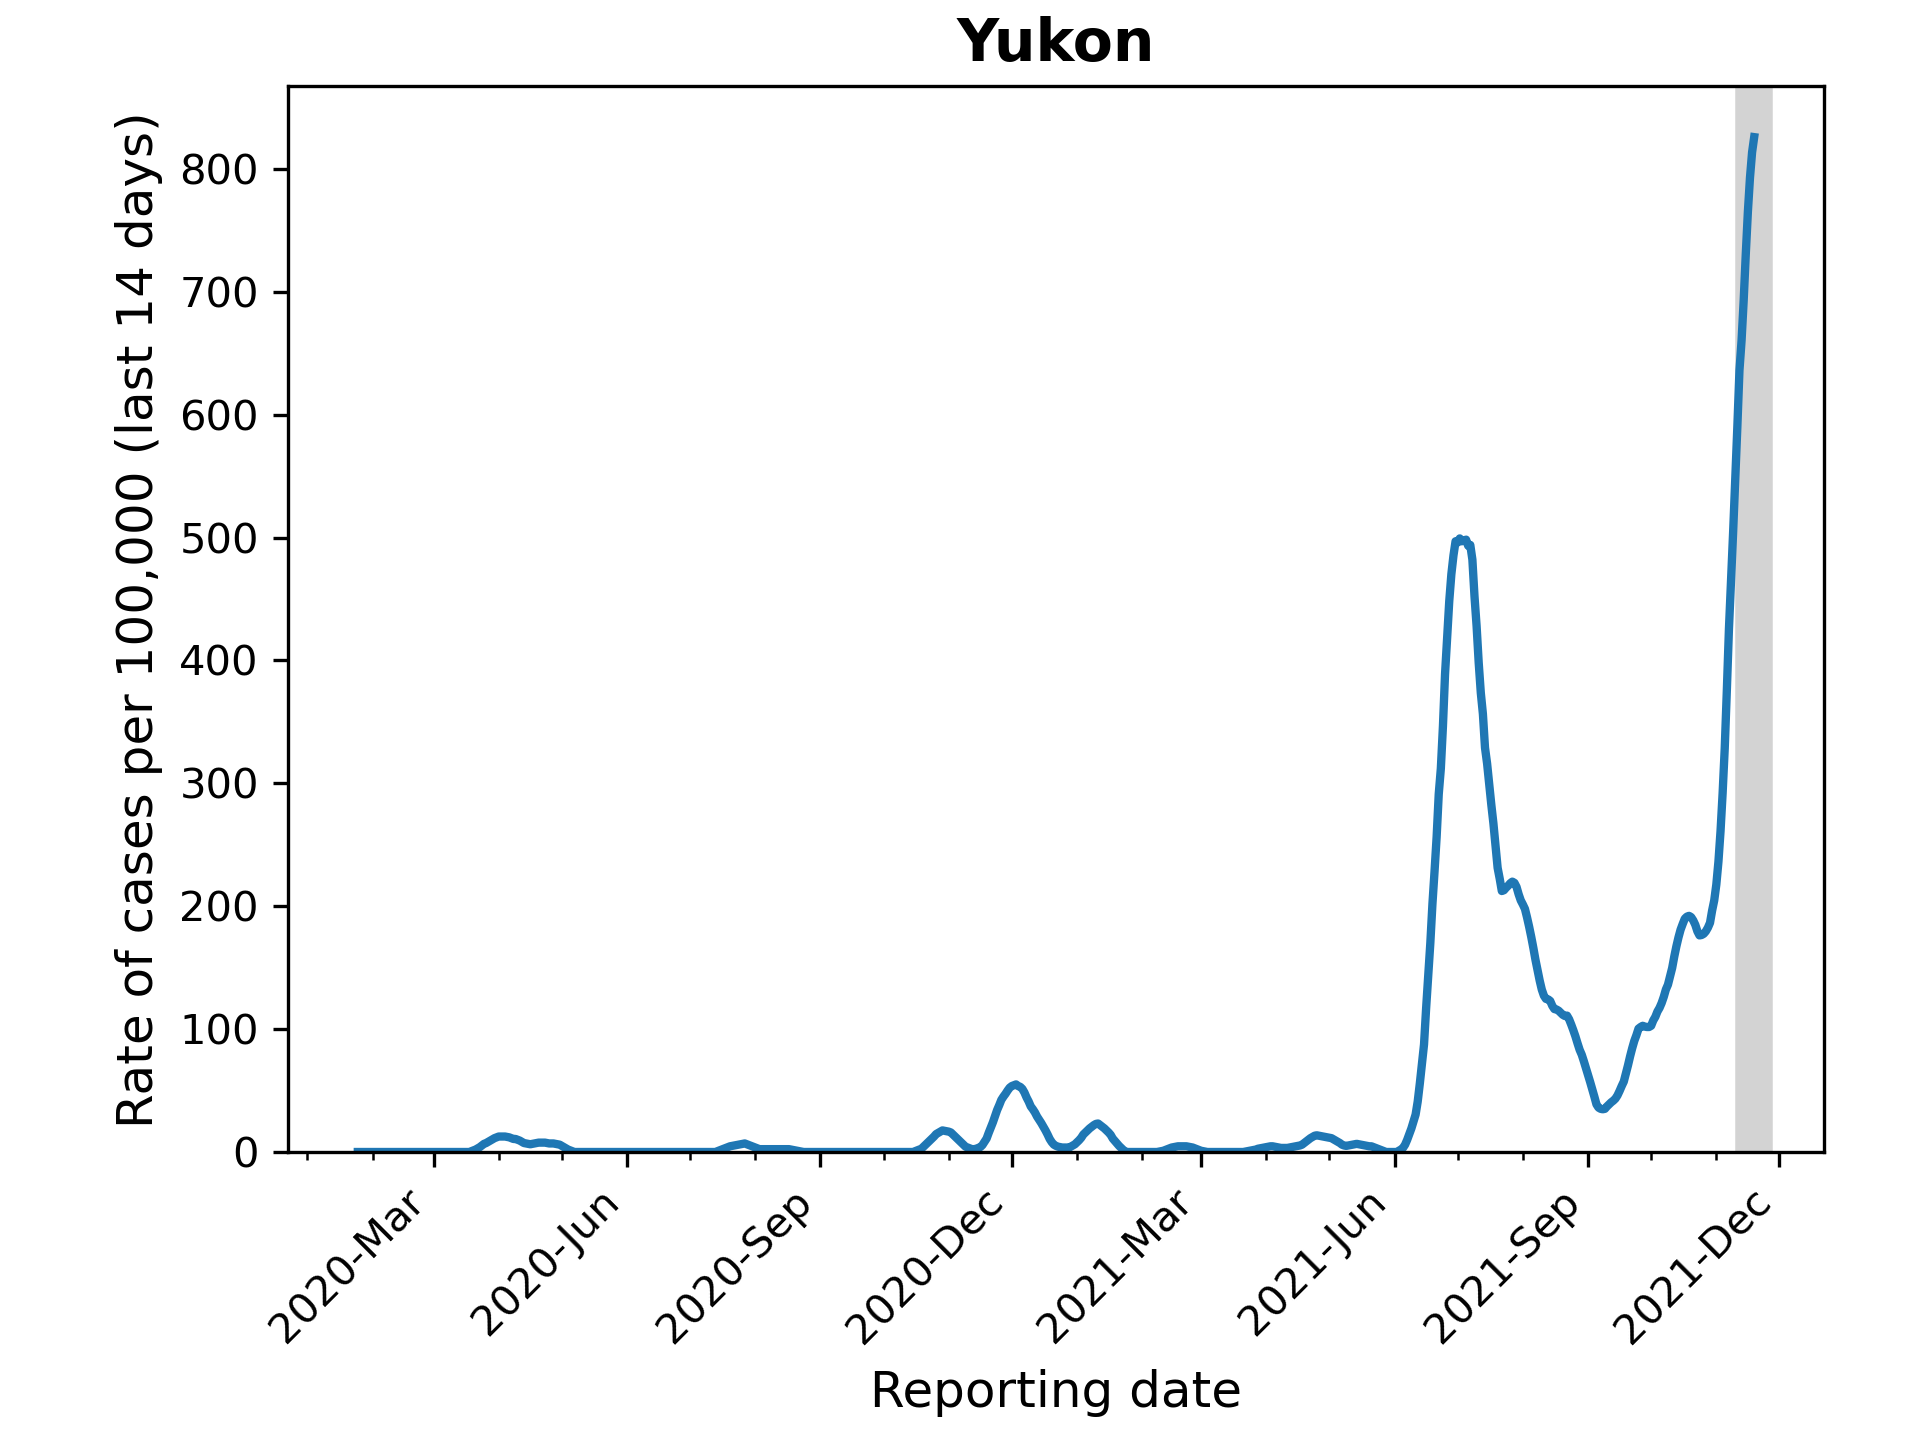 Yukon
Rate of cases per 100,000 (last 14 days)
800
700
600
500
400
300
200
100
0
2020-Mar
2020-Jun
2020-Sep
2020-Dec
2021-Mar
2021-Jun
2021-Sep
2021-Dec
Reporting date